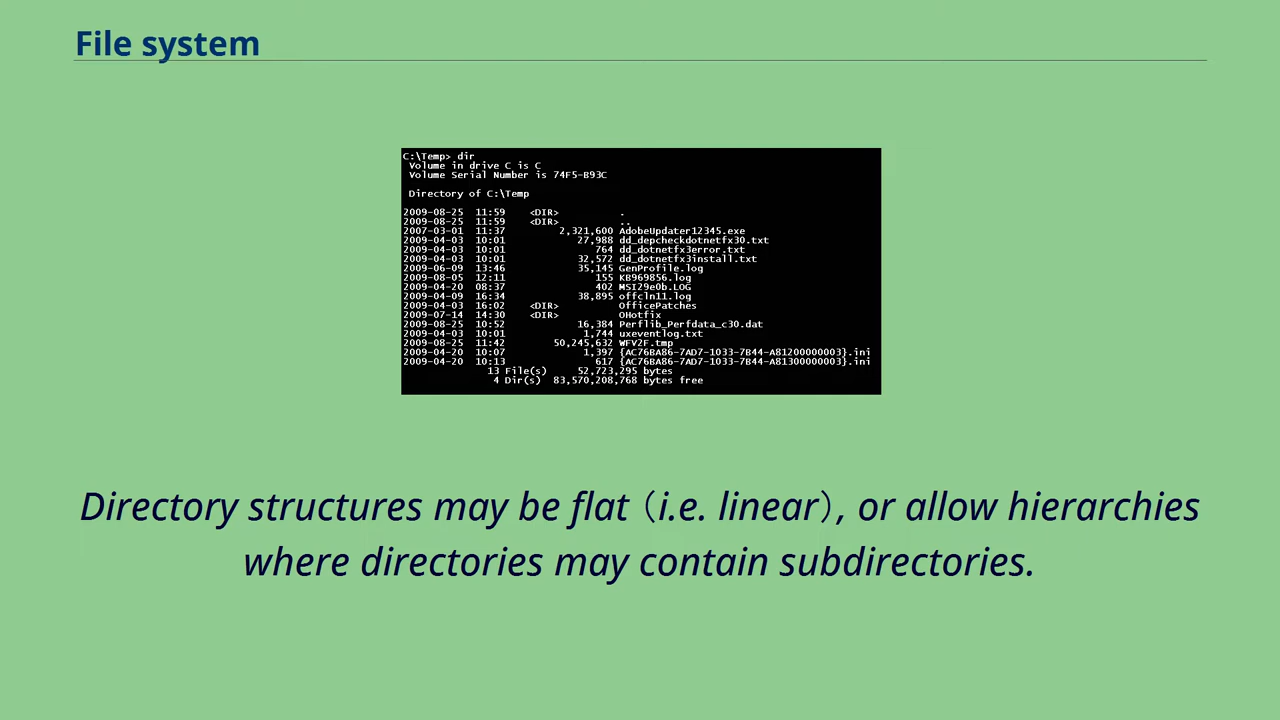 File system
C:\Temp> dir
Volume in drive C is C
Volume Serial Number is 74F5-B93C
Directory of C:\Temp
2009-08-25 11:59 <DIR> .
2009-08-25 11:59 <DIR> ..
2007-03-01 11:37 2,321,600 AdobeUpdater12345.exe
2009-04-03 10:01 27,988 dd_depcheckdotnetfx30.txt
2009-04-03 10:01 764 dd_dotnetfx3error.txt
2009-04-03 10:01 32,572 dd_dotnetfx3install.txt
2009-06-09 13:46 35,145 GenProfile.log
2009-08-05 12:11 155 KB969856.log
2009-04-20 08:37 402 MSI29e0b.LOG
2009-04-09 16:34 38,895 offcln11.log
2009-04-03 16:02 <DIR> OfficePatches
2009-07-14 14:30 <DIR> OHotfix
2009-08-25 10:52 16,384 Perflib_Perfdata_c30.dat
2009-04-03 10:01 1,744 uxeventlog.txt
2009-08-25 11:42 50,245,632 WFV2F.tmp
2009-04-20 10:07 1,397 {AC76BA86-7AD7-1033-7B44-A81200000003}.ini
2009-04-20 10:13 617 {AC76BA86-7AD7-1033-7B44-A81300000003}.ini
13 File(s) 52,723,295 bytes
4 Dir(s) 83,570,208,768 bytes free
Directory structures may be flat (i.e. linear), or allow hierarchies
where directories may contain subdirectories.